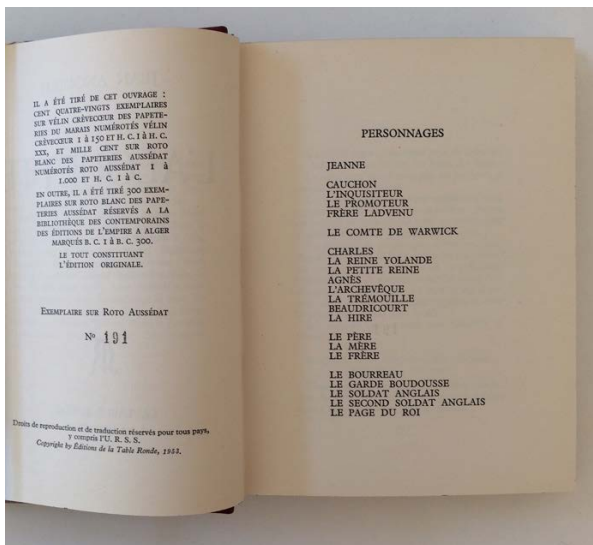 IL A ÉTÉ TIRÉ DE CET OUVRAGE :
CENT QUATRE-VINGTS EXEMPLAIRES
SUR VÉLIN CRÈVECŒUR DES PAPETE-
RIES DU MARAIS NUMÉROTÉS VÉLIN
CRÈVECŒUR 1 à 150 ET H. C. I à H. C.
XXX, ET MILLE CENT SUR ROTO
BLANC DES PAPETERIES AUSSÉDAT
NUMÉROTÉS ROTO AUSSÉDAT 1 à
1.000 ET H. C. I à C.
EN OUTRE, IL A ÉTÉ TIRÉ 300 EXEM-
PLAIRES SUR ROTO BLANC DES PAPE-
TERIES AUSSÉDAT RÉSERVÉS A LA
BIBLIOTHÈQUE DES CONTEMPORAINS
DES ÉDITIONS DE L'EMPIRE A ALGER
MARQUÉS B. C. I à B. C. 300.
LE TOUT CONSTITUANT
L'ÉDITION ORIGINALE.
EXEMPLAIRE SUR ROTO AUSSÉDAT
Nº 191
Droits de reproduction et de traduction réservés pour tous pays,
y compris l'U. R. S. S.
Copyright by Éditions de la Table Ronde, 1953.
PERSONNAGES
JEANNE
CAUCHON
L'INQUISITEUR
LE PROMOTEUR
FRÈRE LADVENU
LE COMTE DE WARWICK
CHARLES
LA REINE YOLANDE
LA PETITE REINE
AGNÈS
L'ARCHEVÊQUE
LA TRÉMOUILLE
BEAUDRICOURT
LA HIRE
LE PÈRE
LA MÈRE
LE FRÈRE
LE BOURREAU
LE GARDE BOUDOUSSE
LE SOLDAT ANGLAIS
LE SECOND SOLDAT ANGLAIS
LE PAGE DU ROI